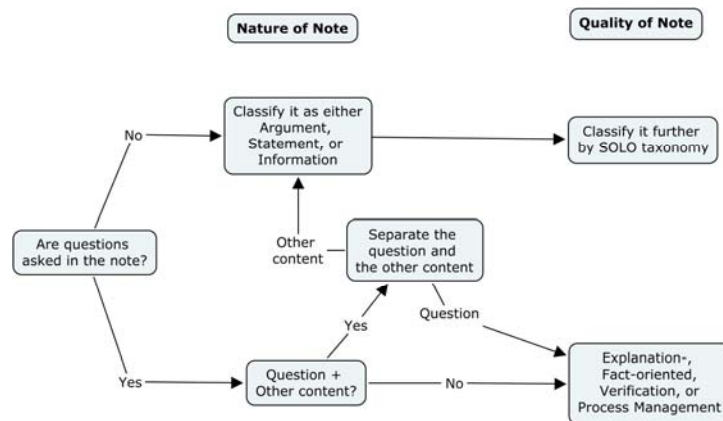 Nature of Note
Quality of Note
Classify it as either
Argument,
Statement, or
Information
Classify it further
by SOLO taxonomy
No
Are questions
asked in the note?
Other
content
Separate the
question and
the other content
Yes
Question
Yes
Question +
Other content?
No
Explanation-,
Fact-oriented,
Verification, or
Process Management